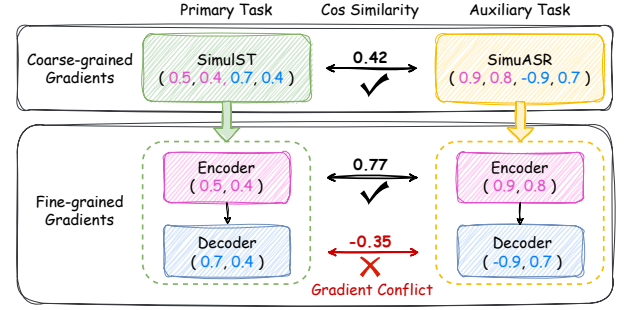 Primary Task
Cos Similarity
Auxiliary Task
Coarse-grained
Gradients
SimulST
( 0.5, 0.4, 0.7, 0.4 )
0.42
SimuASR
( 0.9, 0.8, -0.9, 0.7 )
Fine-grained
Gradients
Encoder
( 0.5, 0.4 )
0.77
Encoder
( 0.9, 0.8 )
Decoder
( 0.7, 0.4 )
-0.35
Gradient Conflict
Decoder
( -0.9, 0.7 )